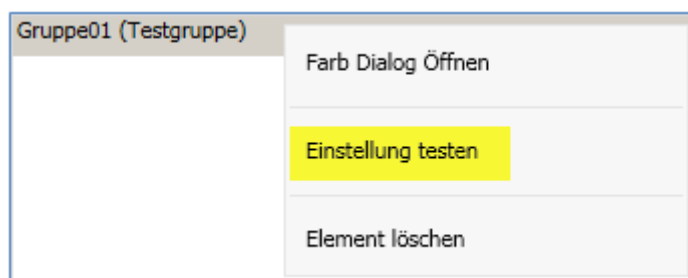 Gruppe01 (Testgruppe)
Farb Dialog Öffnen
Einstellung testen
Element löschen